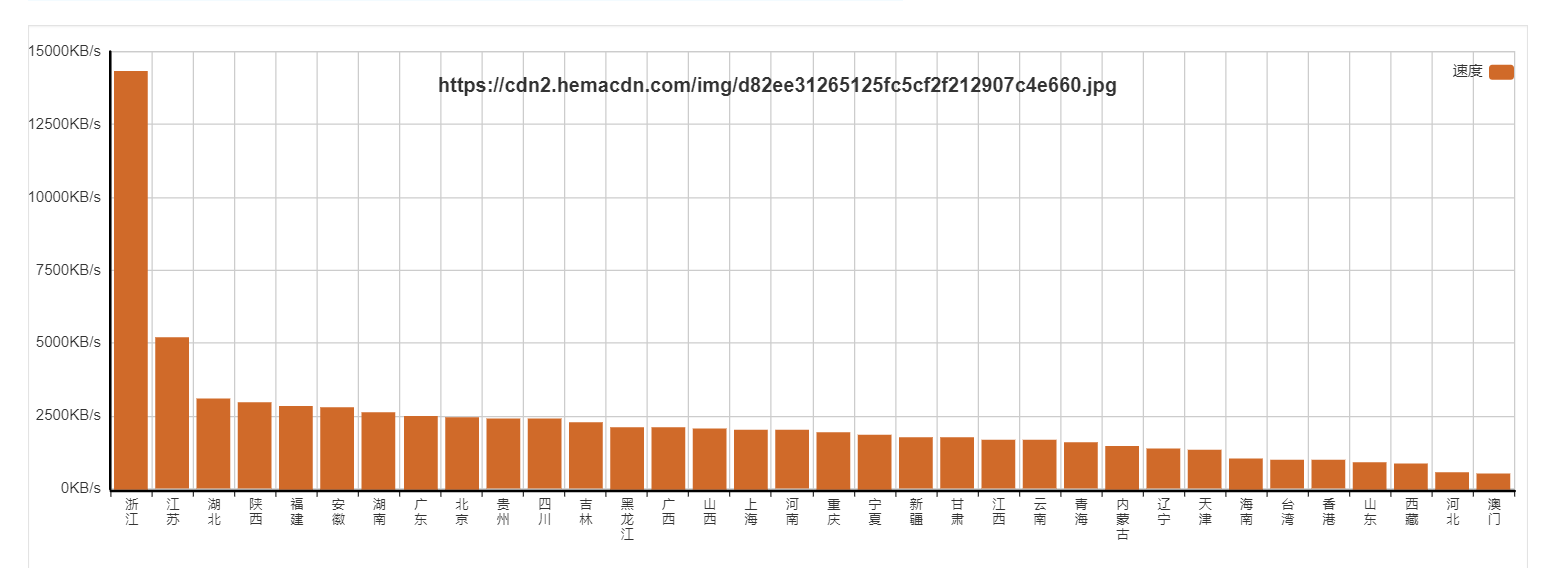 https://cdn2.hemacdn.com/img/d82ee31265125fc5cf2f212907c4e660.jpg
速度
15000KB/s
12500KB/s
10000KB/s
7500KB/s
5000KB/s
2500KB/s
0KB/s
浙江
江苏
湖北
陕西
福建
安徽
湖南
广东
北京
贵州
四川
吉林
黑龙江
广西
山西
上海
河南
重庆
宁夏
新疆
甘肃
江西
云南
青海
内蒙古
辽宁
天津
海南
台湾
香港
山东
西藏
河北
澳门